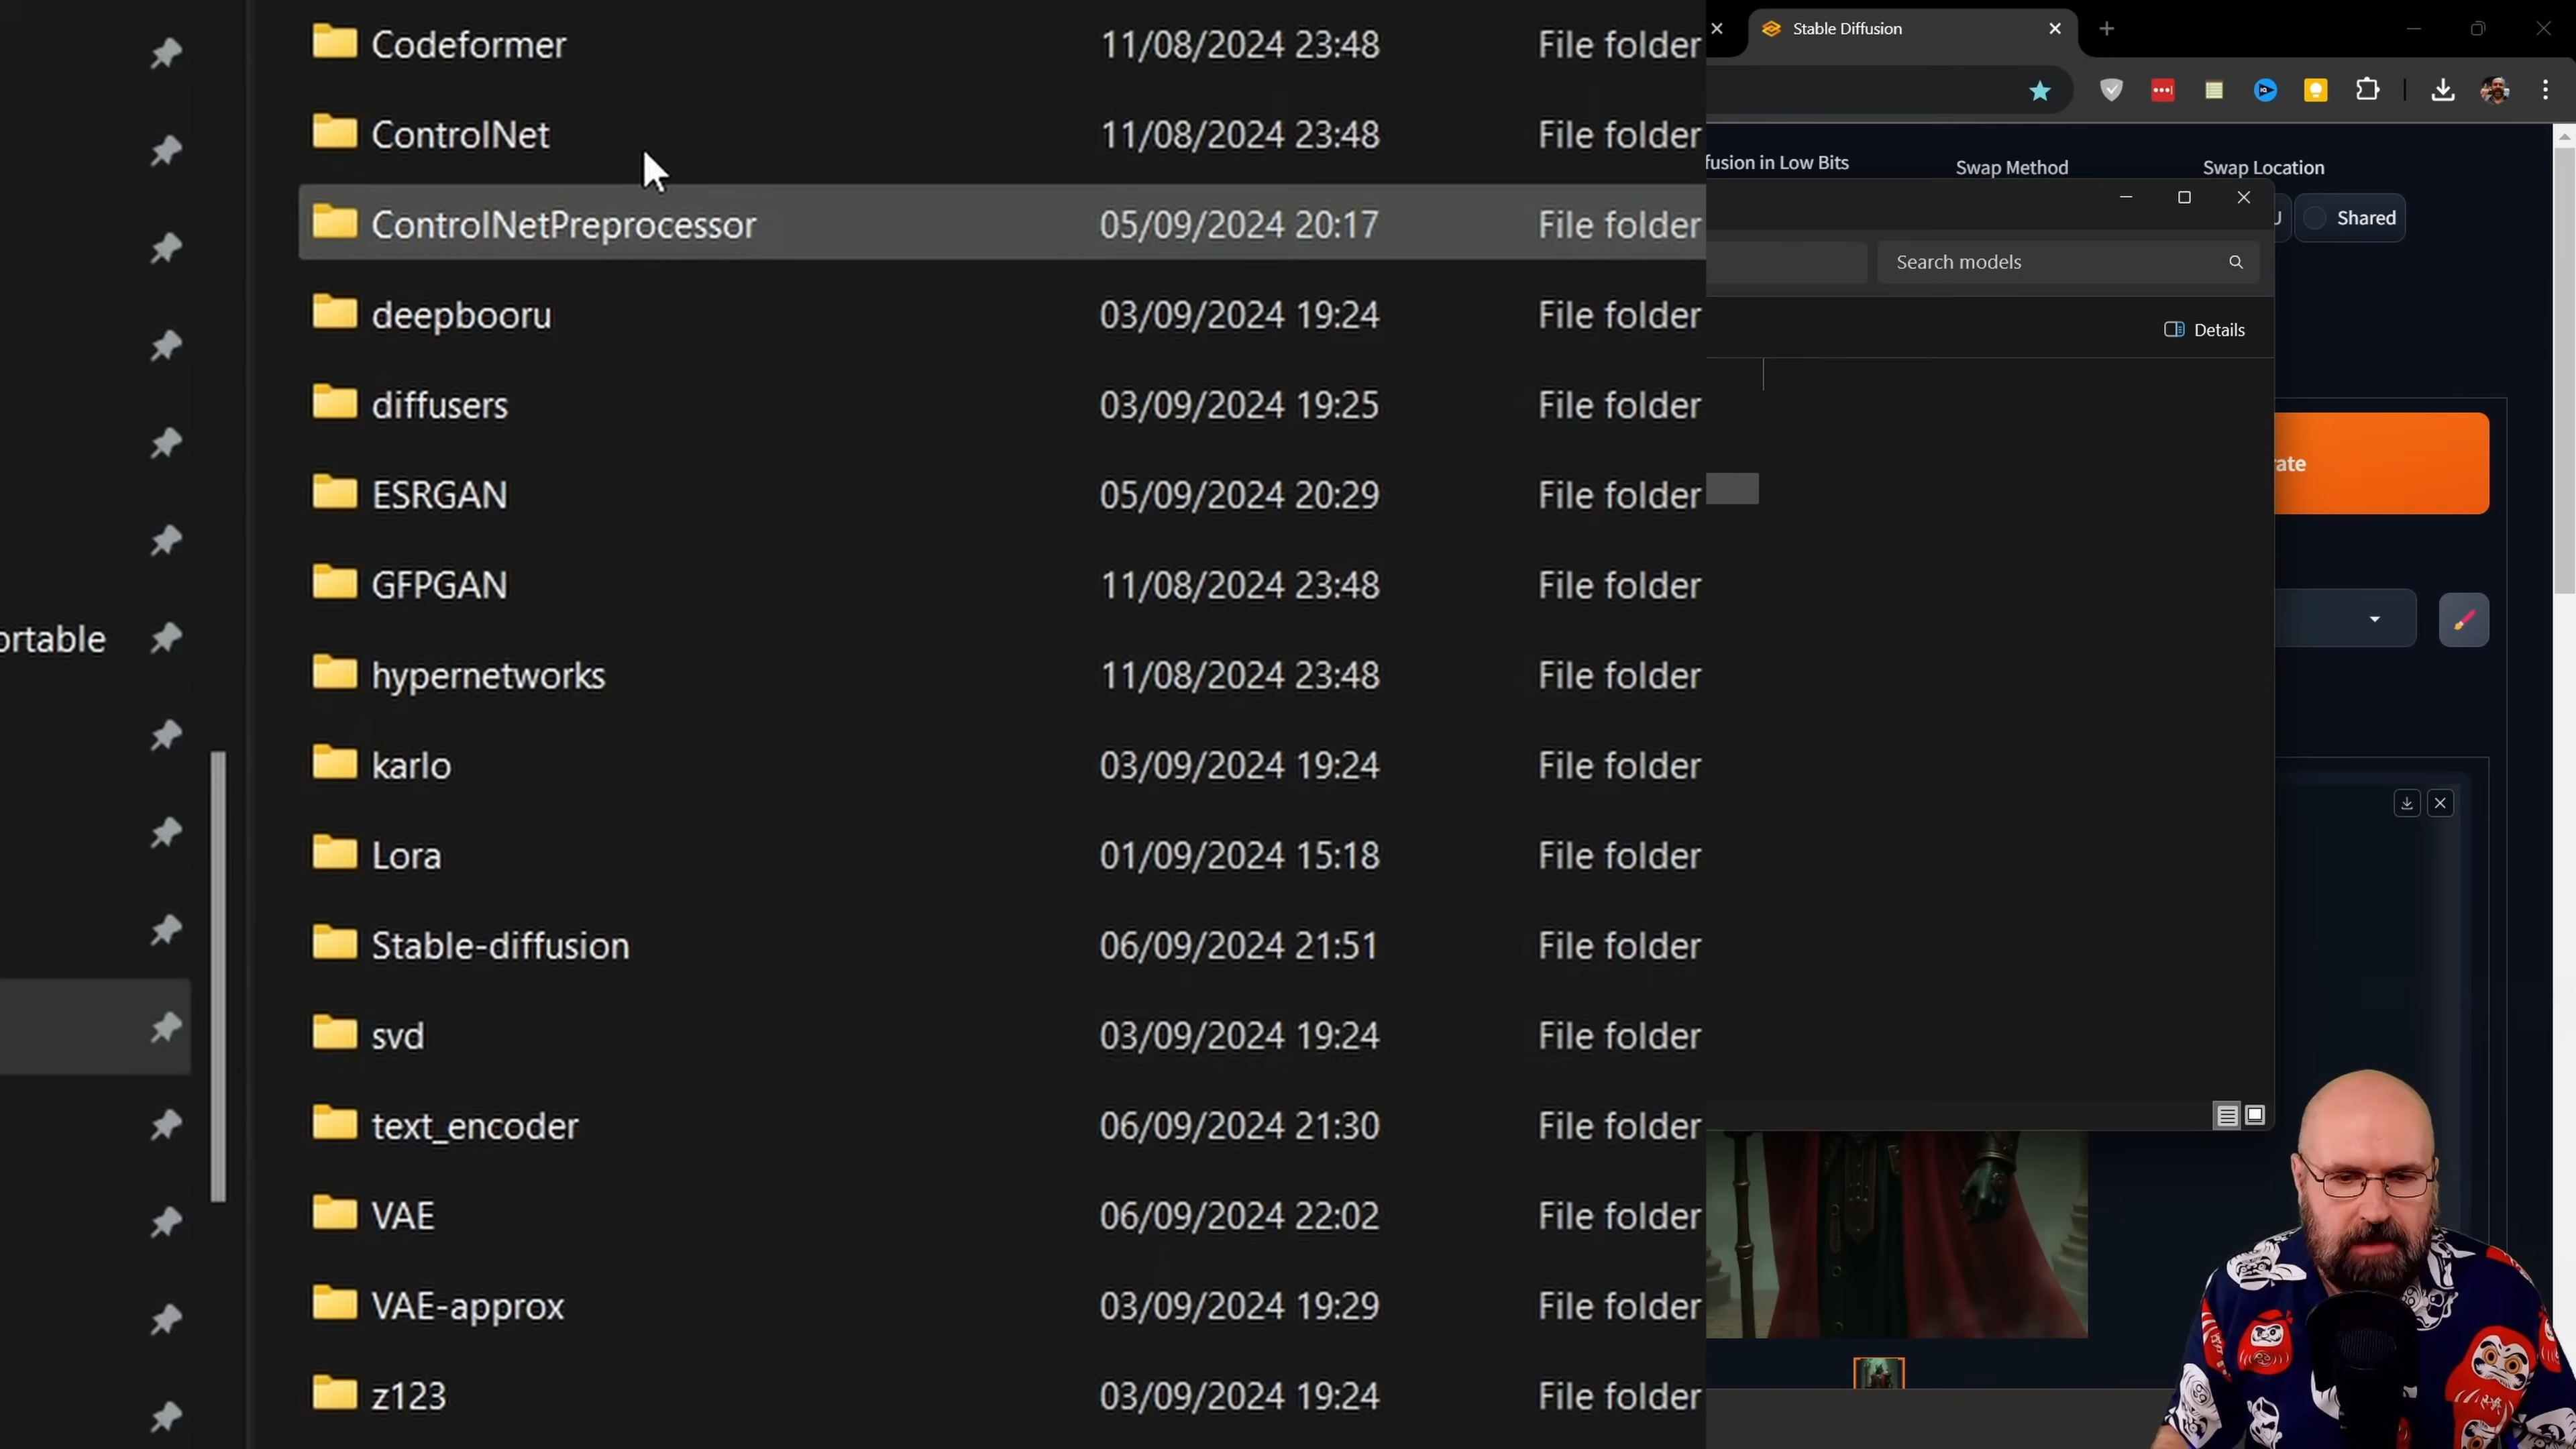 Codeformer 11/08/2024 23:48 File folder
ControlNet 11/08/2024 23:48 File folder
ControlNetPreprocessor 05/09/2024 20:17 File folder
deepbooru 03/09/2024 19:24 File folder
diffusers 03/09/2024 19:25 File folder
ESRGAN 05/09/2024 20:29 File folder
GFPGAN 11/08/2024 23:48 File folder
ortable
hypernetworks 11/08/2024 23:48 File folder
karlo 03/09/2024 19:24 File folder
Lora 01/09/2024 15:18 File folder
Stable-diffusion 06/09/2024 21:51 File folder
svd 03/09/2024 19:24 File folder
text_encoder 06/09/2024 21:30 File folder
VAE 06/09/2024 22:02 File folder
VAE-approx 03/09/2024 19:29 File folder
z123 03/09/2024 19:24 File folder
Stable Diffusion
fusion in Low Bits Swap Method Swap Location
U Shared
Search models
Details
rate